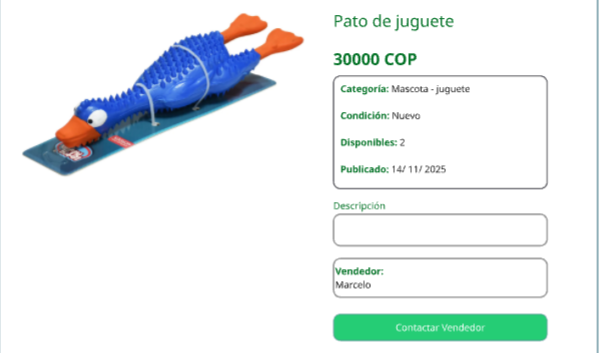 Pato de juguete
30000 COP
Categoría: Mascota - juguete
Condición: Nuevo
Disponibles: 2
Publicado: 14/ 11/ 2025
Descripción
Vendedor:
Marcelo
Contactar Vendedor